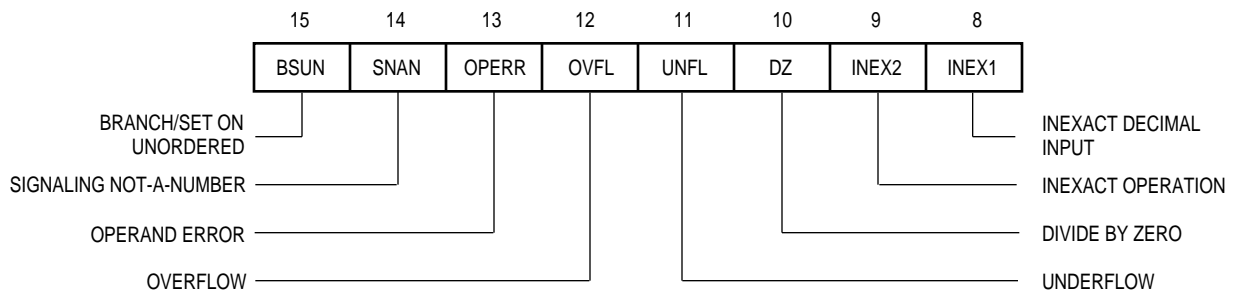 15 14 13 12 11 10 9 8
BSUN SNAN OPERR OVFL UNFL DZ INEX2 INEX1
BRANCH/SET ON
UNORDERED
INEXACT DECIMAL
INPUT
SIGNALING NOT-A-NUMBER
INEXACT OPERATION
OPERAND ERROR
DIVIDE BY ZERO
OVERFLOW
UNDERFLOW